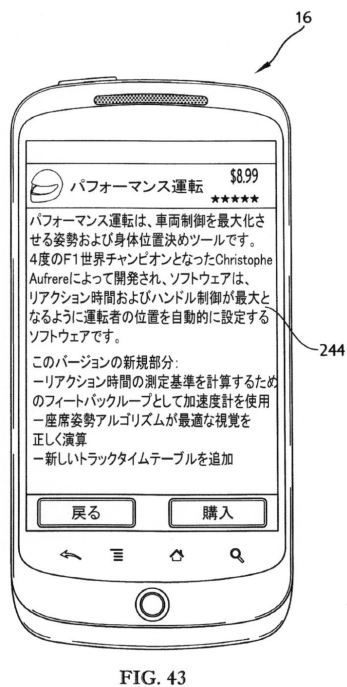 16
パフォーマンス運転
$8.99
★★★★★
パフォーマンス運転は、車両制御を最大化さ
せる姿勢および身体位置決めツールです。
4度のF1世界チャンピオンとなったChristophe
Aufrereによって開発され、ソフトウェアは、
リアクション時間およびハンドル制御が最大と
なるように運転者の位置を自動的に設定する
ソフトウェアです。
244
このバージョンの新規部分:
ーリアクション時間の測定基準を計算するため
のフィートバックループとして加速度計を使用
ー座席姿勢アルゴリズムが最適な視覚を
正しく演算
ー新しいトラックタイムテーブルを追加
戻る
購入
FIG. 43